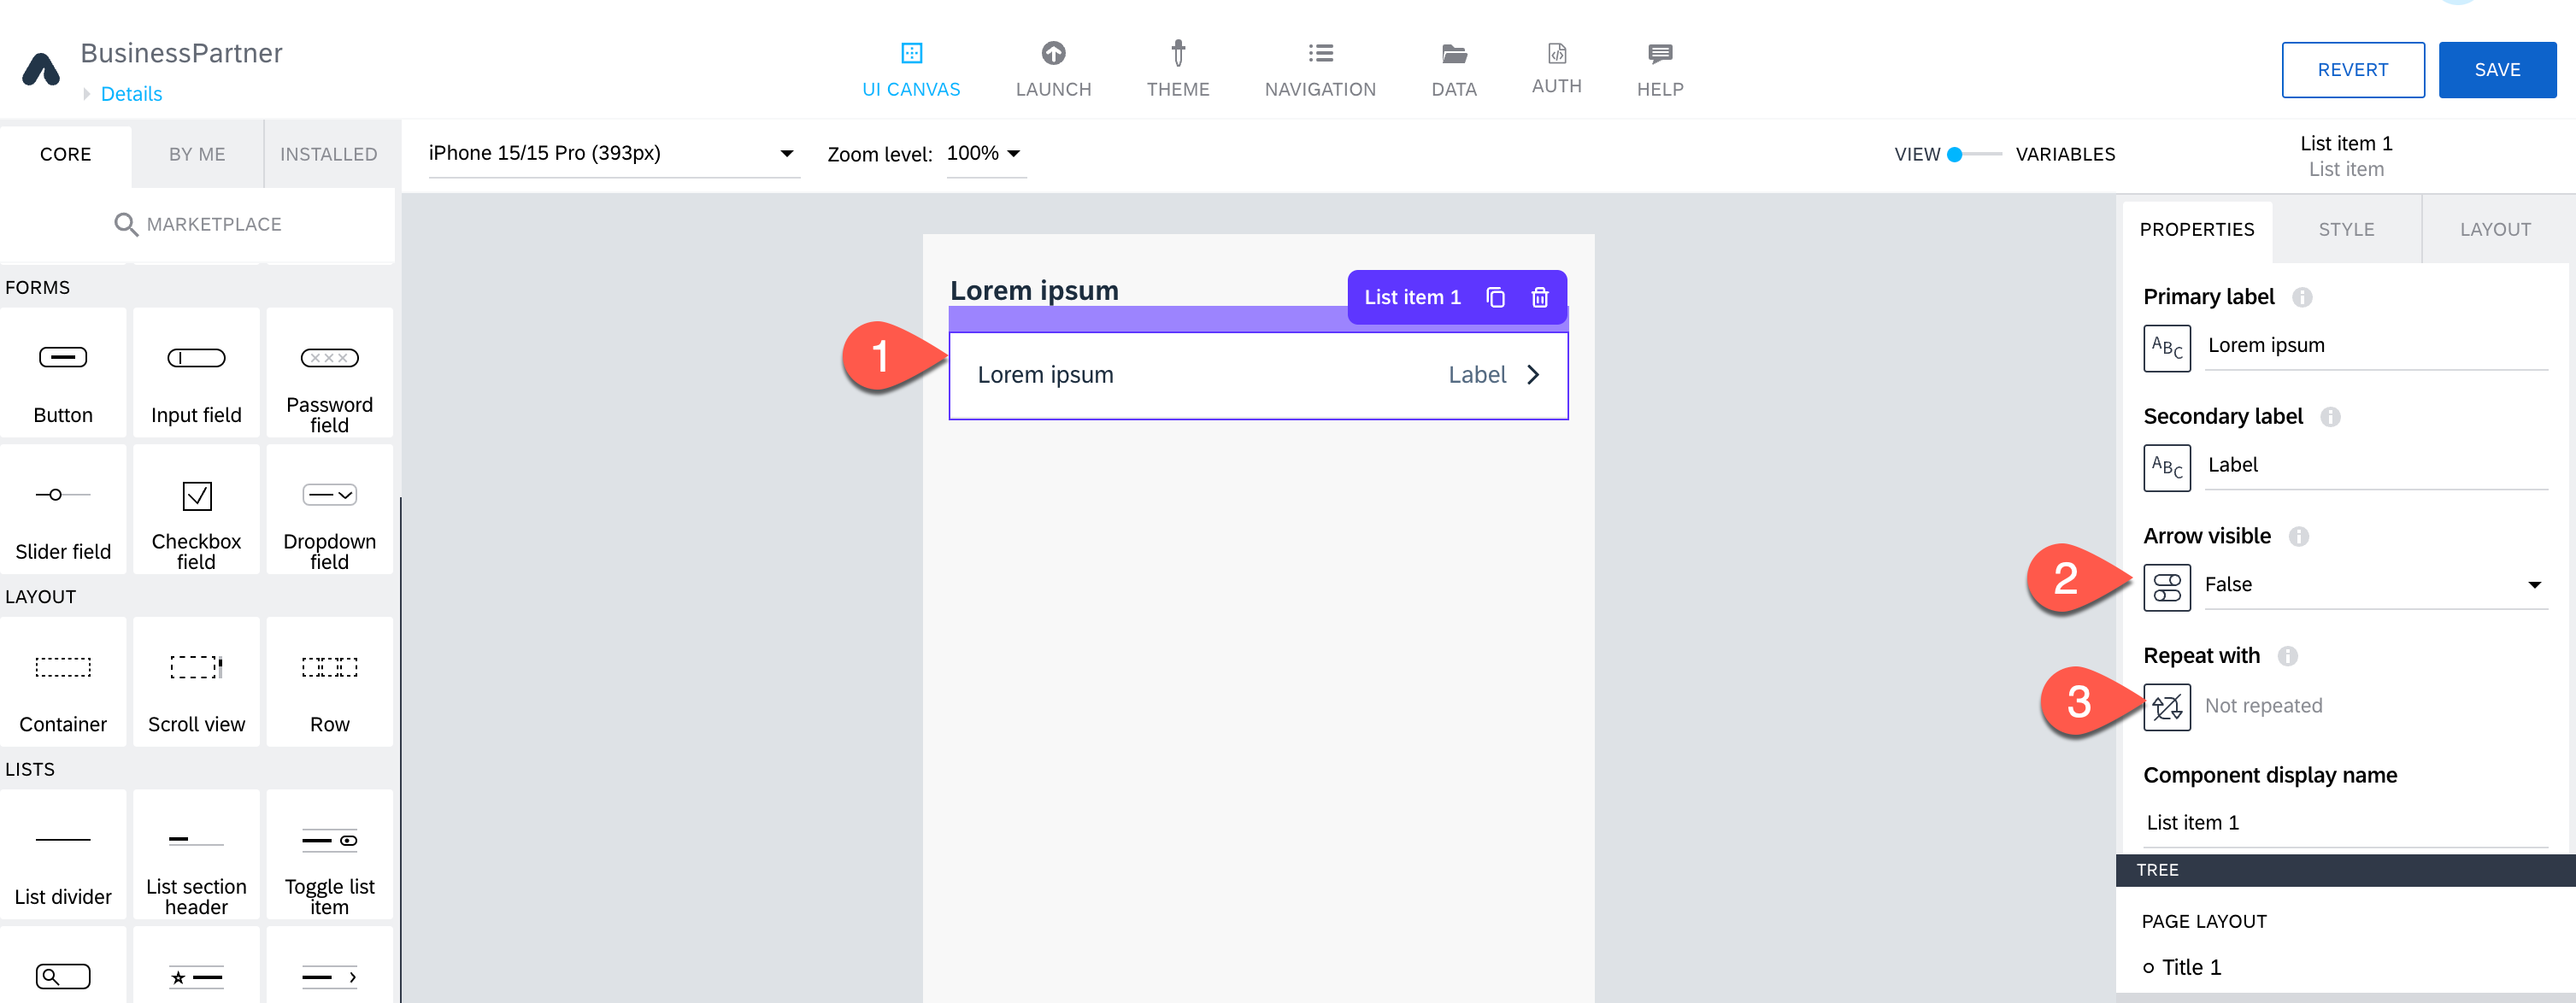 BusinessPartner
Details
UI CANVAS
LAUNCH
THEME
NAVIGATION
DATA
AUTH
HELP
REVERT
SAVE
CORE
BY ME
INSTALLED
iPhone 15/15 Pro (393px)
Zoom level: 100%
VIEW
VARIABLES
List item 1
List item
MARKETPLACE
FORMS
Button
Input field
Password
field
Slider field
Checkbox
field
Dropdown
field
LAYOUT
Container
Scroll view
Row
LISTS
List divider
List section
header
Toggle list
item
Lorem ipsum
List item 1
1
Lorem ipsum
Label
PROPERTIES
STYLE
LAYOUT
Primary label
ABC
Lorem ipsum
Secondary label
ABC
Label
Arrow visible
2
False
Repeat with
3
Not repeated
Component display name
List item 1
TREE
PAGE LAYOUT
Title 1